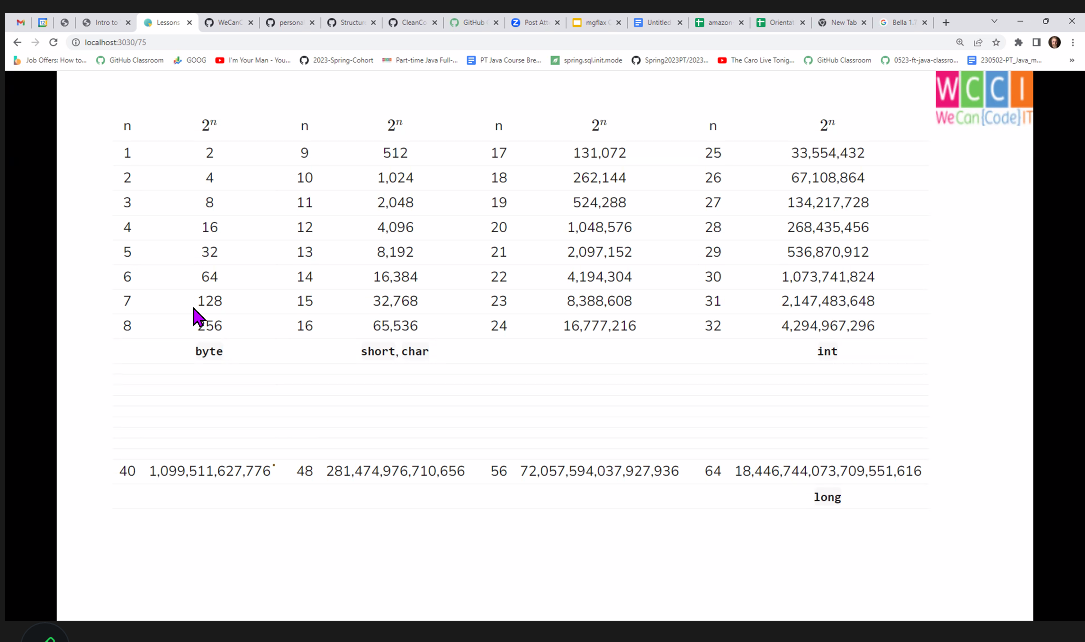 Intro to
Lessons
WeCanC
persona
Structur
CleanCo
GitHub
Post Att
mgflax c
Untitled
amazon
Orientat
New Tab
Bella 1.
localhost:3030/75
Job Offers: How to...
GitHub Classroom
GOOG
I'm Your Man - You...
2023-Spring-Cohort
Part-time Java Full-...
PT Java Course Bre...
spring.sql.init.mode
Spring2023PT/2023...
The Caro Live Tonig...
GitHub Classroom
0523-ft-java-classro...
230502-PT_Java_m...
WCCI
WeCan{Code}IT
n 2ⁿ n 2ⁿ n 2ⁿ n 2ⁿ
1 2 9 512 17 131,072 25 33,554,432
2 4 10 1,024 18 262,144 26 67,108,864
3 8 11 2,048 19 524,288 27 134,217,728
4 16 12 4,096 20 1,048,576 28 268,435,456
5 32 13 8,192 21 2,097,152 29 536,870,912
6 64 14 16,384 22 4,194,304 30 1,073,741,824
7 128 15 32,768 23 8,388,608 31 2,147,483,648
8 256 16 65,536 24 16,777,216 32 4,294,967,296
byte short, char int
40 1,099,511,627,776 48 281,474,976,710,656 56 72,057,594,037,927,936 64 18,446,744,073,709,551,616
long